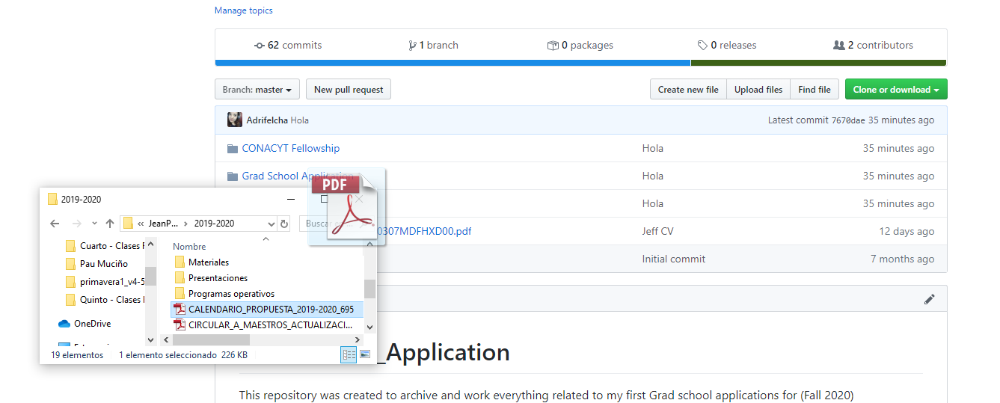 Manage topics
62 commits 1 branch 0 packages 0 releases 2 contributors
Branch: master New pull request Create new file Upload files Find file Clone or download
Adrifelcha Hola Latest commit 7670dae 35 minutes ago
CONACYT Fellowship Hola 35 minutes ago
Grad School Application Hola 35 minutes ago
Hola 35 minutes ago
0307MDFHXD00.pdf Jeff CV 12 days ago
Initial commit 7 months ago
_Application
This repository was created to archive and work everything related to my first Grad school applications for (Fall 2020)
PDF
2019-2020
« JeanP... > 2019-2020 Buscar
Nombre
Cuarto - Clases
Pau Muciño
primavera1_v4-5
Quinto - Clases
OneDrive
Materiales
Presentaciones
Programas operativos
CALENDARIO_PROPUESTA_2019-2020_695
CIRCULAR_A_MAESTROS_ACTUALIZACI...
19 elementos 1 elemento seleccionado 226 KB